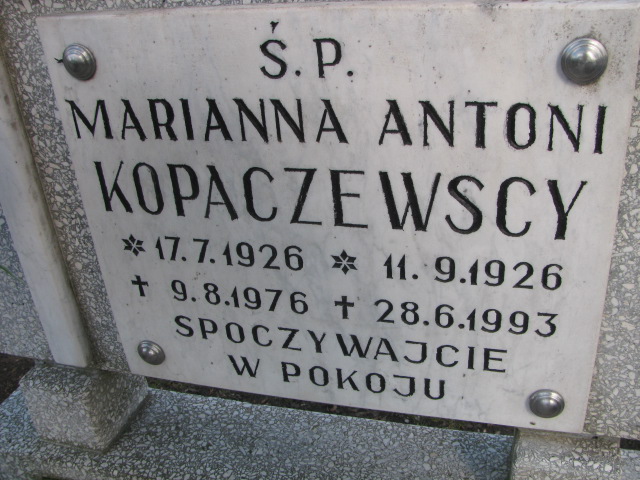 Ś.P.
MARIANNA ANTONI
KOPACZEWSCY
✲ 17.7.1926 ✲ 11.9.1926
✝ 9.8.1976 ✝ 28.6.1993
SPOCZYWAJCIE
W POKOJU